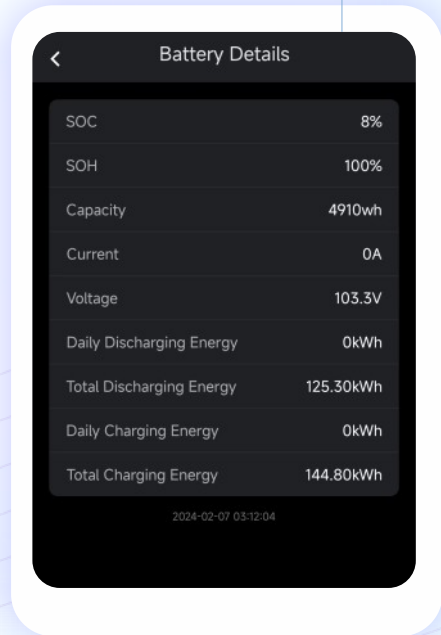 Battery Details
SOC 8%
SOH 100%
Capacity 4910wh
Current 0A
Voltage 103.3V
Daily Discharging Energy 0kWh
Total Discharging Energy 125.30kWh
Daily Charging Energy 0kWh
Total Charging Energy 144.80kWh
2024-02-07 03:12:04